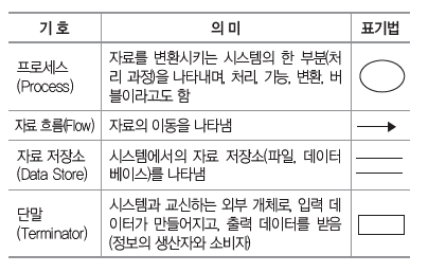 기 호 의 미 표기법
프로세스
(Process)
자료를 변환시키는 시스템의 한 부분(처
리 과정)을 나타내며, 처리, 기능, 변환, 버
블이라고도 함
자료 흐름(Flow) 자료의 이동을 나타냄
자료 저장소
(Data Store)
시스템에서의 자료 저장소(파일, 데이터
베이스)를 나타냄
단말
(Terminator)
시스템과 교신하는 외부 개체로, 입력 데
이터가 만들어지고, 출력 데이터를 받음
(정보의 생산자와 소비자)